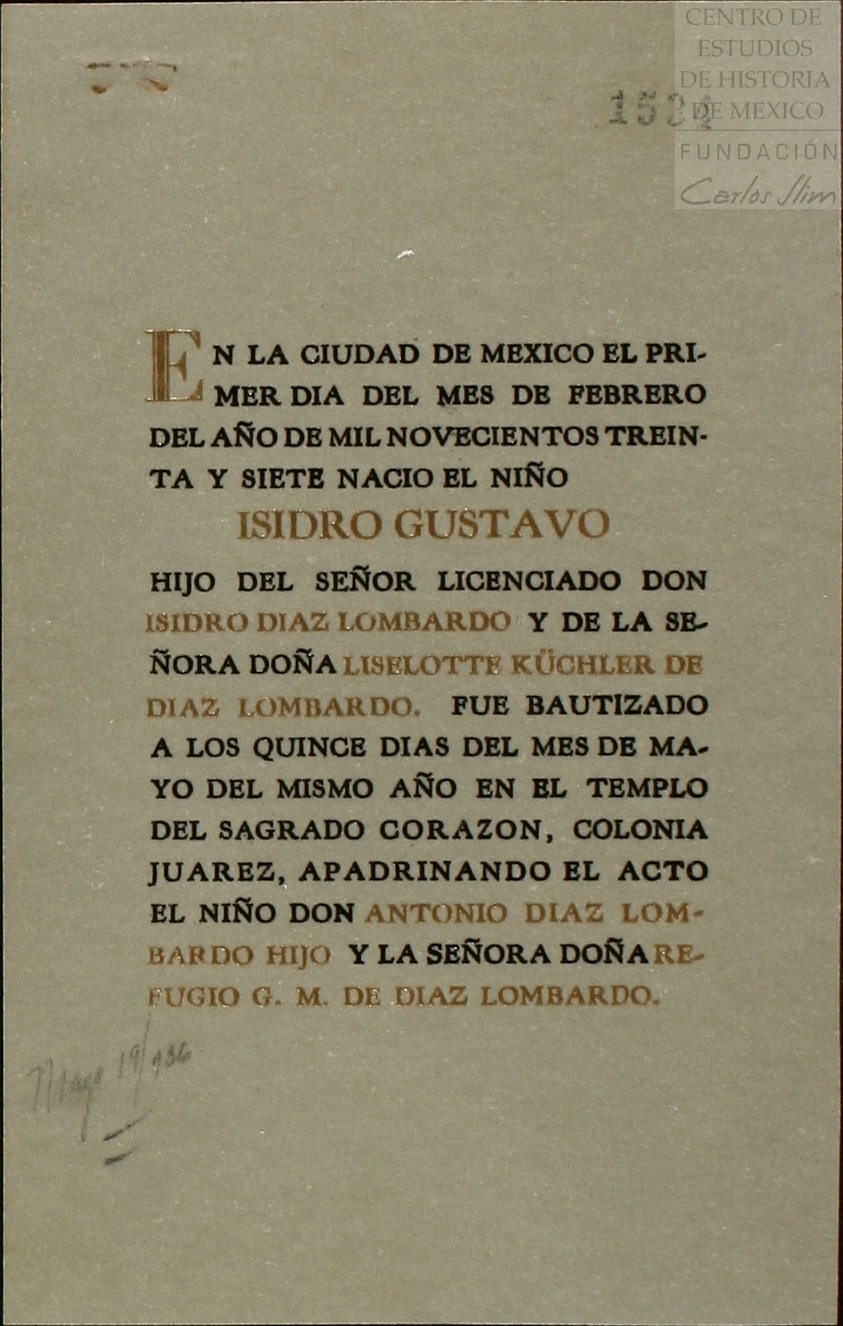 CENTRO DE
ESTUDIOS
DE HISTORIA
DE MEXICO
FUNDACIÓN
Carlos Slim
EN LA CIUDAD DE MEXICO EL PRI-
MER DIA DEL MES DE FEBRERO
DEL AÑO DE MIL NOVECIENTOS TREIN-
TA Y SIETE NACIO EL NIÑO
ISIDRO GUSTAVO
HIJO DEL SEÑOR LICENCIADO DON
ISIDRO DIAZ LOMBARDO Y DE LA SE-
ÑORA DOÑA LISELOTTE KÜCHLER DE
DIAZ LOMBARDO. FUE BAUTIZADO
A LOS QUINCE DIAS DEL MES DE MA-
YO DEL MISMO AÑO EN EL TEMPLO
DEL SAGRADO CORAZON, COLONIA
JUAREZ, APADRINANDO EL ACTO
EL NIÑO DON ANTONIO DIAZ LOM-
BARDO HIJO Y LA SEÑORA DOÑA RE-
FUGIO G. M. DE DIAZ LOMBARDO.
Mayo 19/936